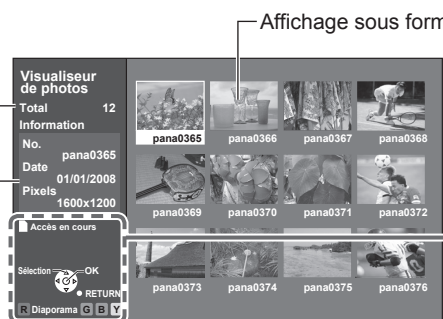 Affichage sous form
Visualiseur
de photos
Total 12
Information
No.
pana0365
Date
01/01/2008
Pixels
1600x1200
Accès en cours
Sélection OK
RETURN
R Diaporama G B Y
pana0365 pana0366 pana0367 pana0368
pana0369 pana0370 pana0371 pana0372
pana0373 pana0374 pana0375 pana0376